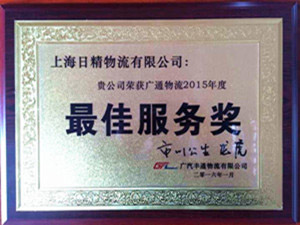 上海日精物流有限公司：
贵公司荣获广通物流2015年度
最佳服务奖
广汽丰通物流有限公司
二零一六年一月